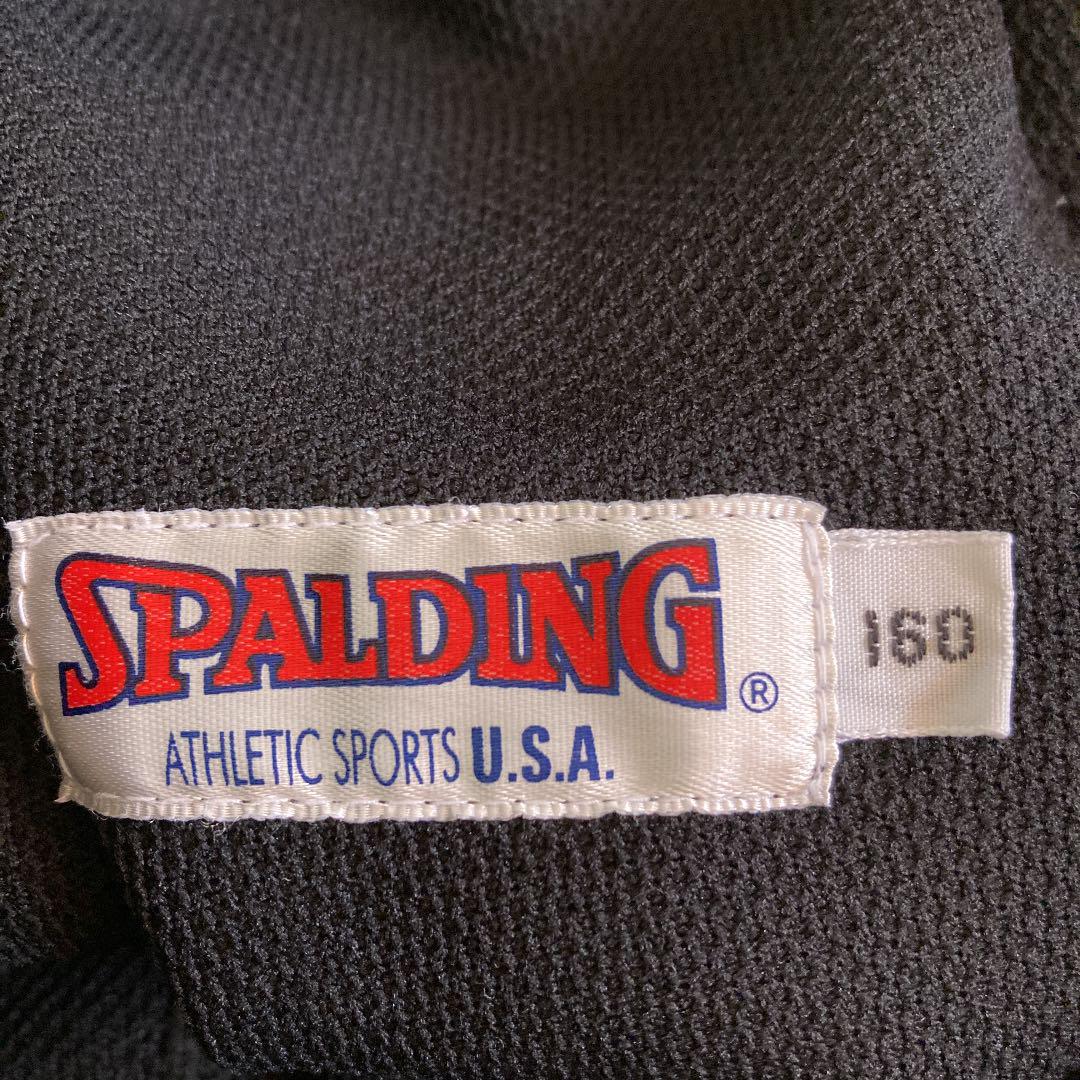 SPALDING®
ATHLETIC SPORTS U.S.A.
160